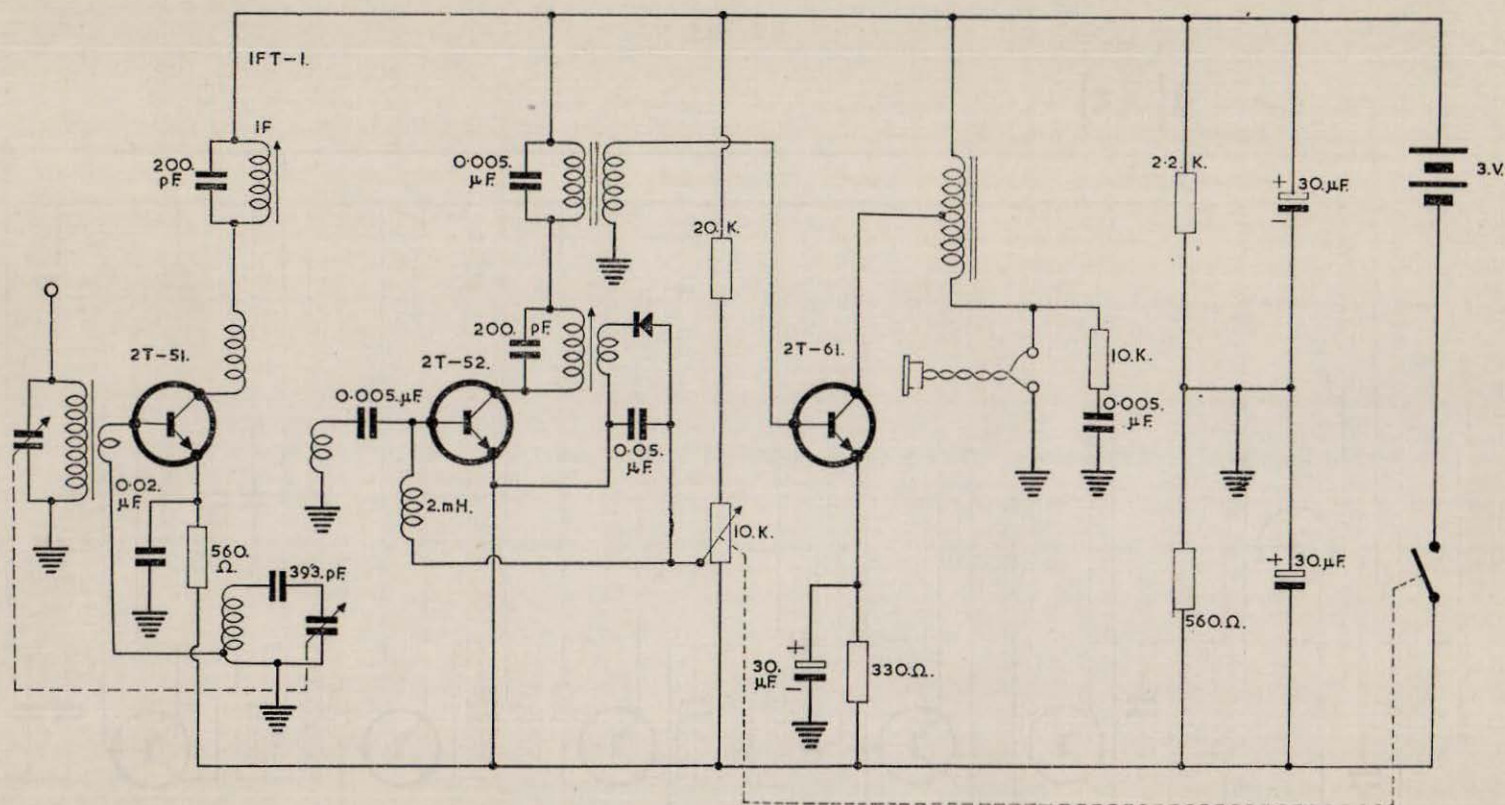 IFT-1.
IF
200.
pF.
0·005.
μF.
2·2. K.
30.μF.
+
-
3.V.
20. K.
2T-51.
200. pF.
2T-52.
2T-61.
10.K.
0·005.μF.
0·005.
μF.
0·05.
μF.
0·02.
μF.
2.mH.
10.K.
560.
Ω.
393.pF.
+
30.μF.
560.Ω.
+
30.
μF.
-
330.Ω.